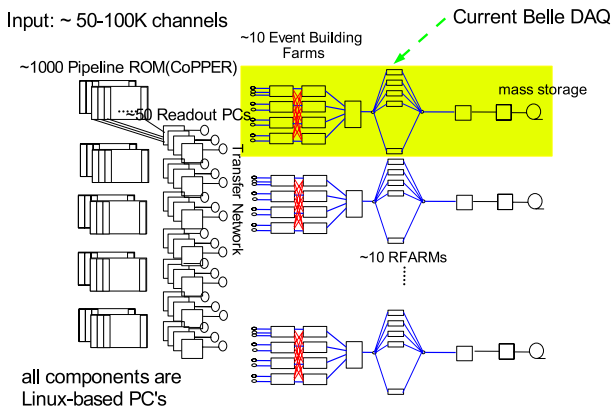 Input: ~ 50-100K channels
Current Belle DAQ
~10 Event Building
Farms
~1000 Pipeline ROM(CoPPER)
mass storage
......
~50 Readout PCs
Transfer Network
~10 RFARMs
......
all components are
Linux-based PC's